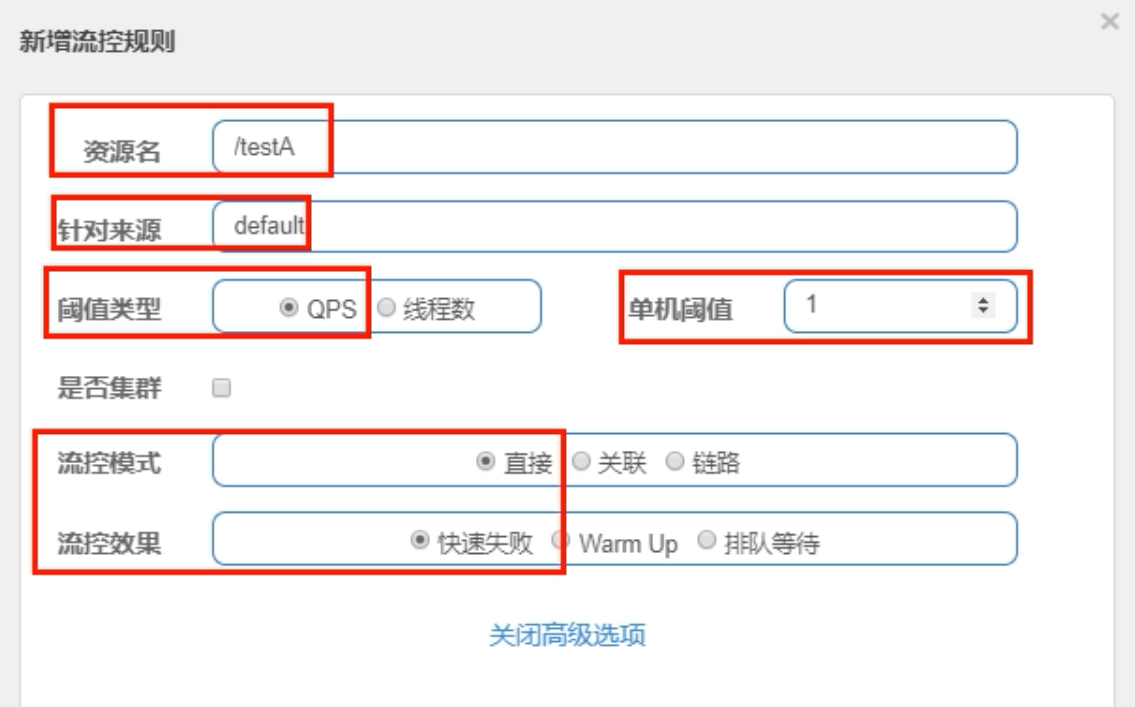 新增流控规则
×
资源名 /testA
针对来源 default
阈值类型 QPS 线程数 单机阈值 1
是否集群
流控模式 直接 关联 链路
流控效果 快速失败 Warm Up 排队等待
关闭高级选项